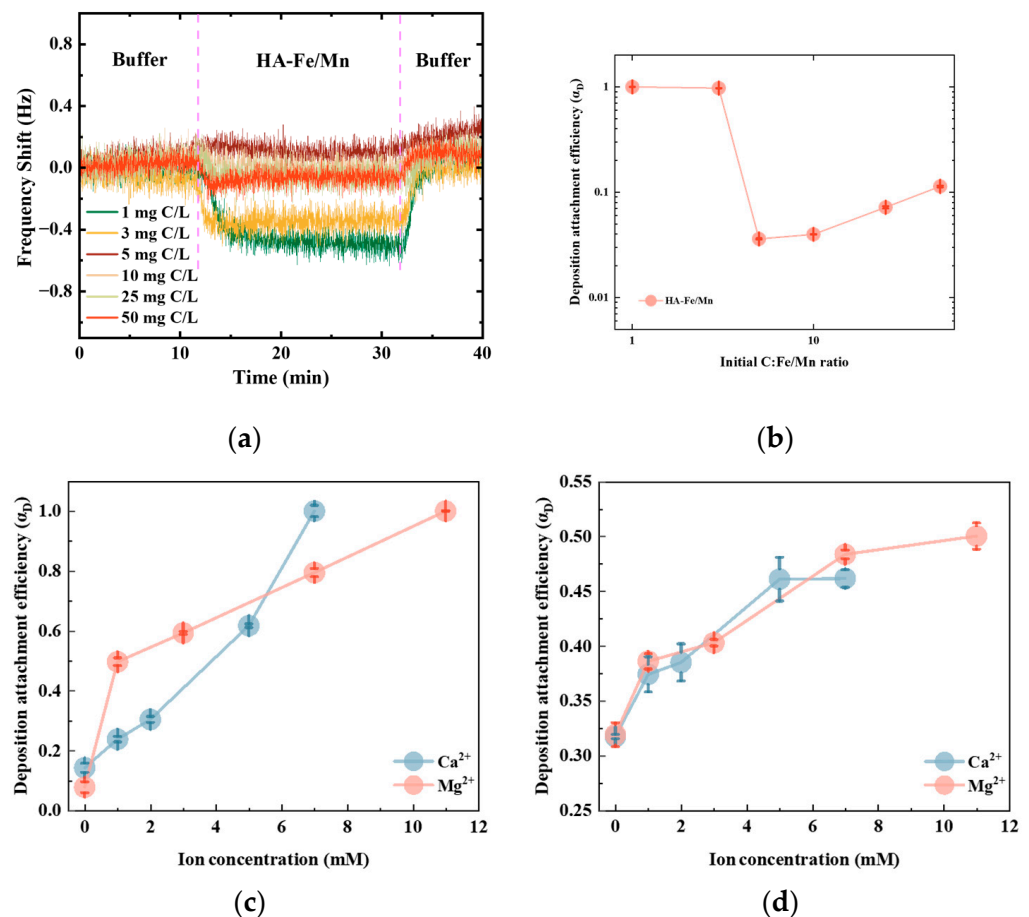 Frequency Shift (Hz)
0.8
0.4
0.0
−0.4
−0.8
Buffer
HA-Fe/Mn
Buffer
1 mg C/L
3 mg C/L
5 mg C/L
10 mg C/L
25 mg C/L
50 mg C/L
0
10
20
30
40
Time (min)
(a)
Deposition attachment efficiency (α_D)
1
0.1
0.01
HA-Fe/Mn
1
10
Initial C:Fe/Mn ratio
(b)
Deposition attachment efficiency (α_D)
1.0
0.8
0.6
0.4
0.2
0.0
Ca²⁺
Mg²⁺
0
2
4
6
8
10
12
Ion concentration (mM)
(c)
Deposition attachment efficiency (α_D)
0.55
0.50
0.45
0.40
0.35
0.30
0.25
Ca²⁺
Mg²⁺
0
2
4
6
8
10
12
Ion concentration (mM)
(d)